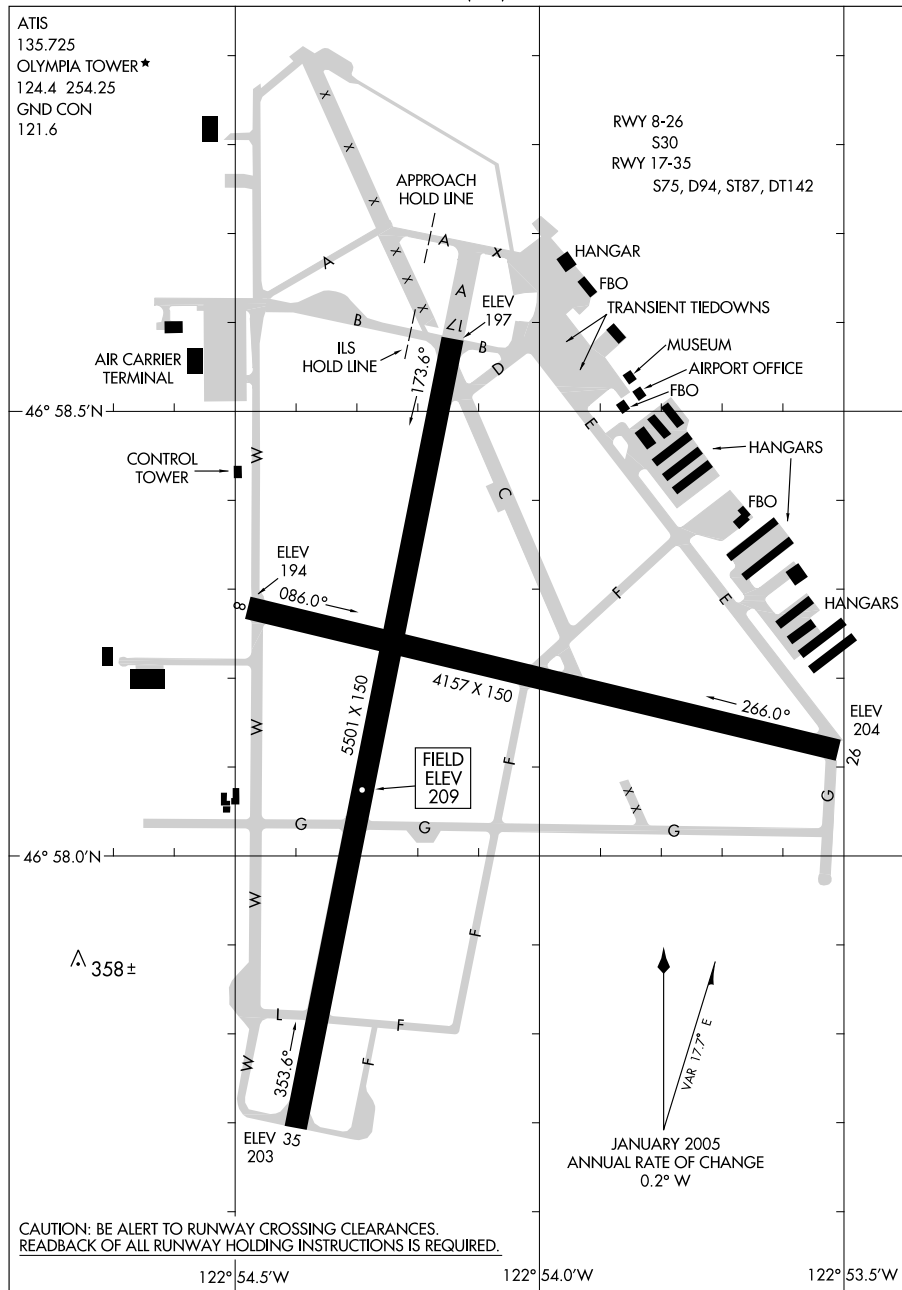 ATIS
135.725
OLYMPIA TOWER★
124.4 254.25
GND CON
121.6
RWY 8-26
S30
RWY 17-35
S75, D94, ST87, DT142
X
X
APPROACH
HOLD LINE
X
A
X
X
HANGAR
A
X
FBO
A
ELEV
197
X
TRANSIENT TIEDOWNS
B
17
B
ILS
HOLD LINE
MUSEUM
AIRPORT OFFICE
AIR CARRIER
TERMINAL
173.6°
D
FBO
46° 58.5'N
E
HANGARS
W
CONTROL
TOWER
C
FBO
ELEV
194
8
086.0°
F
E
HANGARS
4157 X 150
5501 X 150
266.0°
ELEV
204
26
W
F
FIELD
ELEV
209
X
X
G
G
G
G
46° 58.0'N
W
F
358±
L
F
W
353.6°
F
VAR 17.7° E
ELEV
203
35
JANUARY 2005
ANNUAL RATE OF CHANGE
0.2° W
CAUTION: BE ALERT TO RUNWAY CROSSING CLEARANCES.
READBACK OF ALL RUNWAY HOLDING INSTRUCTIONS IS REQUIRED.
122° 54.5'W
122° 54.0'W
122° 53.5'W